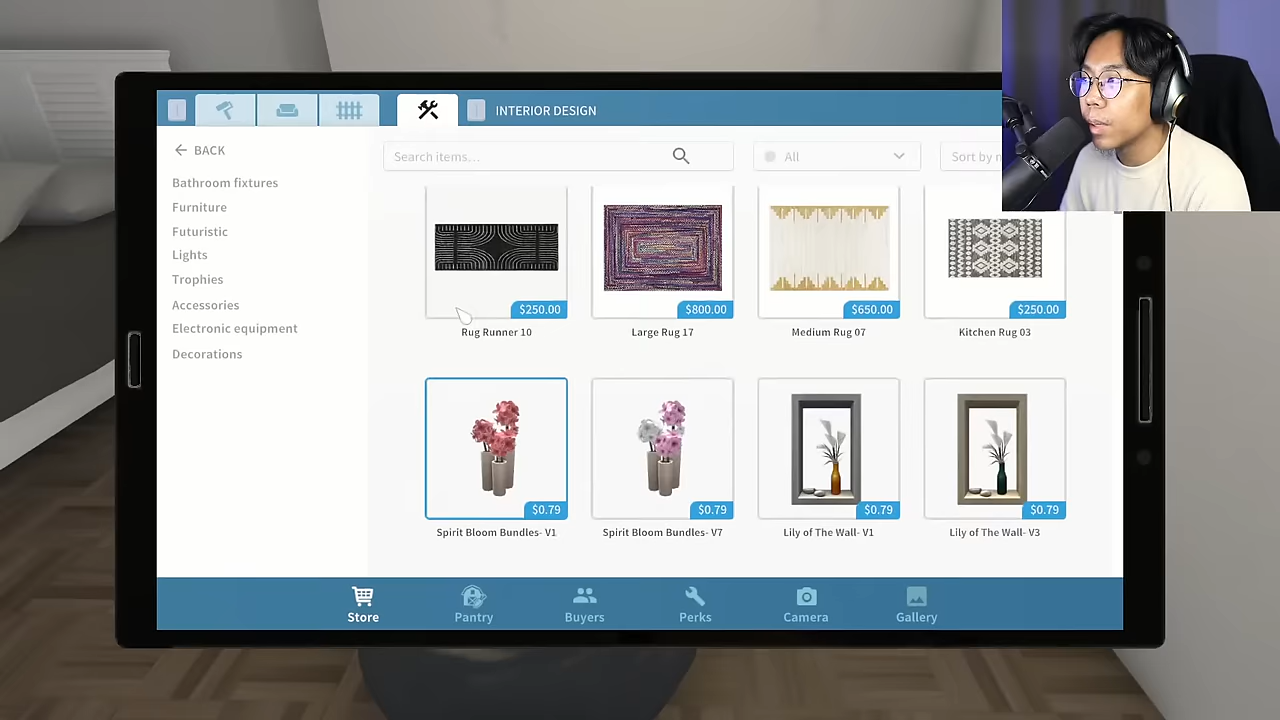 INTERIOR DESIGN
BACK
Search items...
All
Sort by
Bathroom fixtures
Furniture
Futuristic
Lights
Trophies
Accessories
Electronic equipment
Decorations
$250.00
$800.00
$650.00
$250.00
Rug Runner 10
Large Rug 17
Medium Rug 07
Kitchen Rug 03
$0.79
$0.79
$0.79
$0.79
Spirit Bloom Bundles- V1
Spirit Bloom Bundles- V7
Lily of The Wall- V1
Lily of The Wall- V3
Store
Pantry
Buyers
Perks
Camera
Gallery